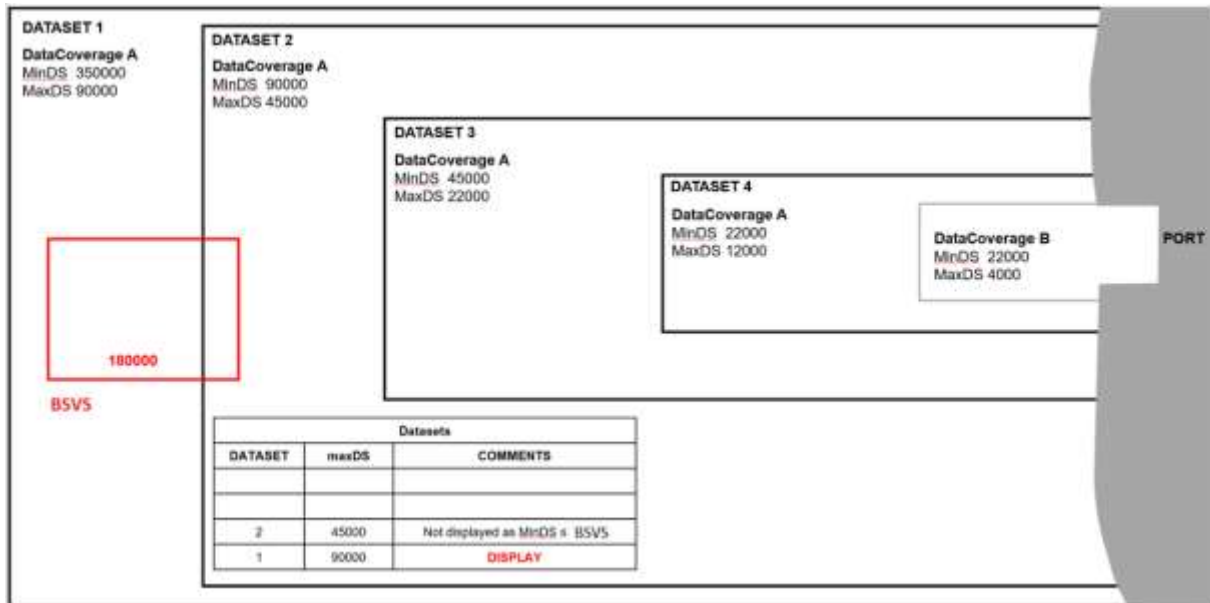 DATASET 1
DataCoverage A
MinDS 350000
MaxDS 90000
DATASET 2
DataCoverage A
MinDS 90000
MaxDS 45000
DATASET 3
DataCoverage A
MinDS 45000
MaxDS 22000
DATASET 4
DataCoverage A
MinDS 22000
MaxDS 12000
DataCoverage B
MinDS 22000
MaxDS 4000
PORT
180000
BSVS
Datasets
DATASET maxDS COMMENTS
2 45000 Not displayed as MinDS ≤ BSVS
1 90000 DISPLAY